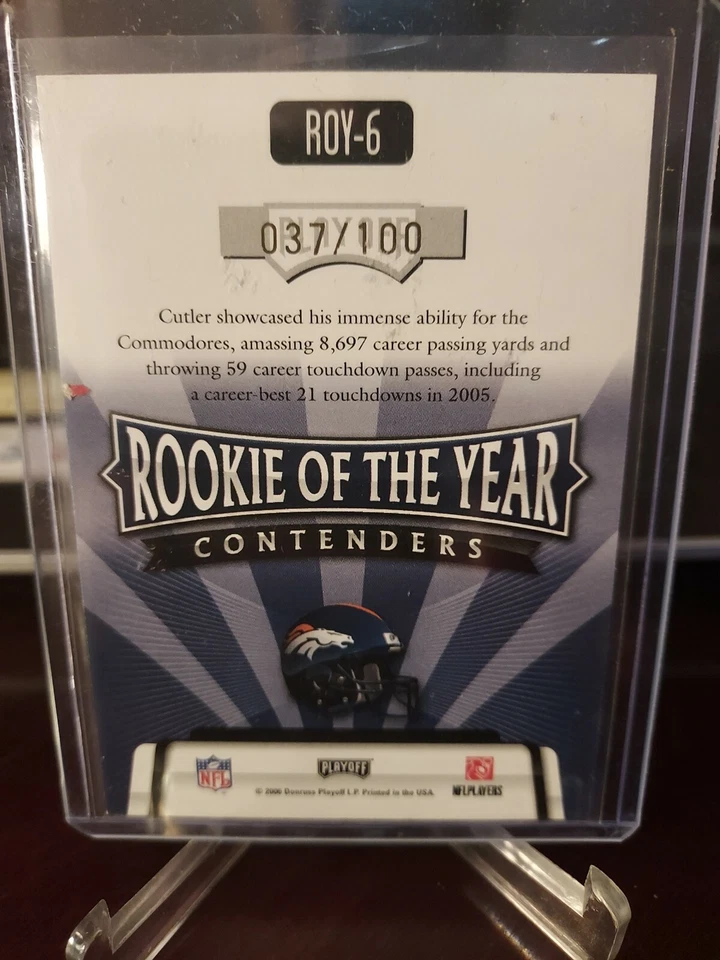 ROY-6
PLAYOFF
037/100
Cutler showcased his immense ability for the
Commodores, amassing 8,697 career passing yards and
throwing 59 career touchdown passes, including
a career-best 21 touchdowns in 2005.
ROOKIE OF THE YEAR
CONTENDERS
NFL
PLAYOFF
NFLPLAYERS
© 2006 Donruss Playoff L.P. Printed in the USA.